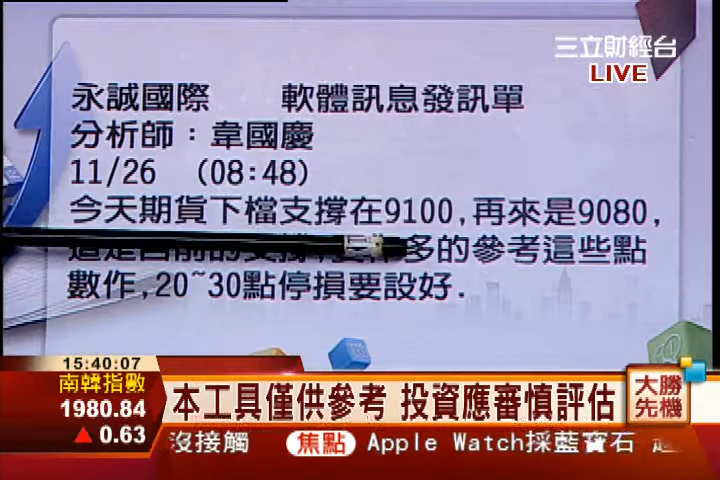 三立財經台
LIVE
永誠國際 軟體訊息發訊單
分析師：韋國慶
11/26 (08:48)
今天期貨下檔支撐在9100,再來是9080,
多的參考這些點
數作,20~30點停損要設好.
15:40:07
南韓指數
1980.84
▲ 0.63
本工具僅供參考 投資應審慎評估
大勝
先機
沒接觸 焦點 Apple Watch採藍寶石